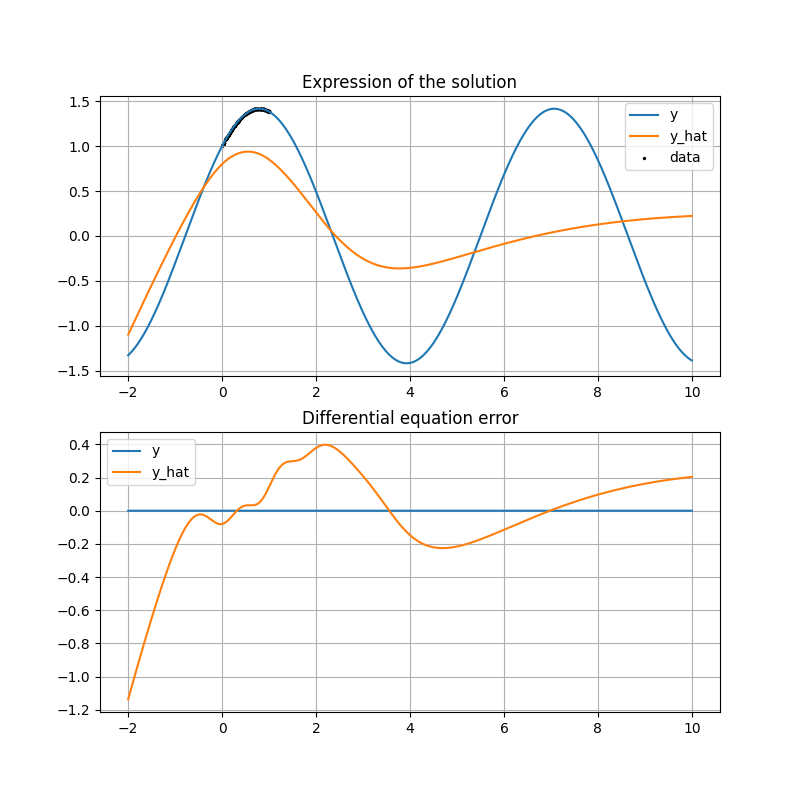 Expression of the solution
1.5
1.0
0.5
0.0
−0.5
−1.0
−1.5
y
y_hat
data
−2 0 2 4 6 8 10
Differential equation error
0.4
0.2
0.0
−0.2
−0.4
−0.6
−0.8
−1.0
−1.2
y
y_hat
−2 0 2 4 6 8 10